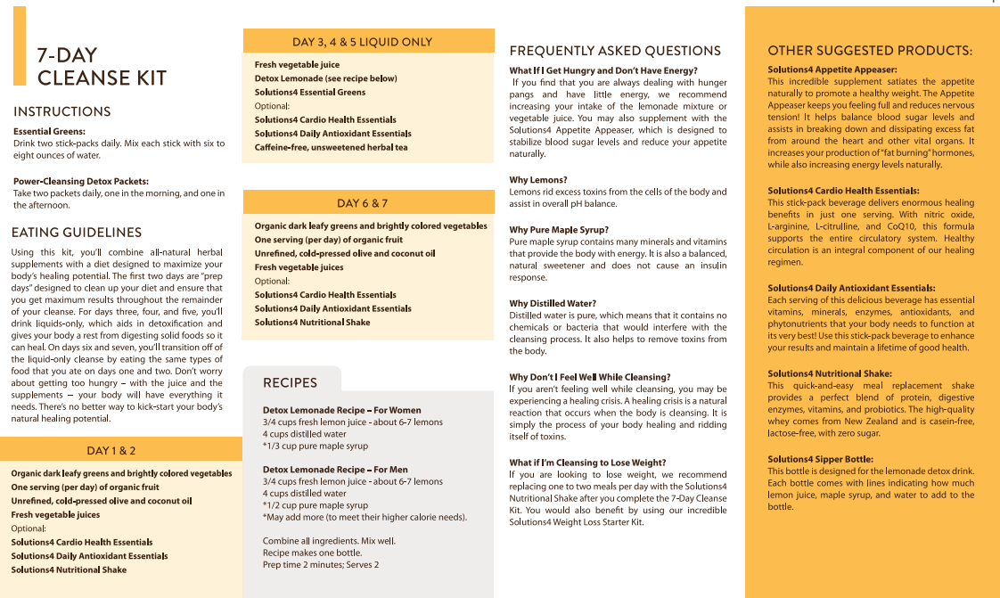 7-DAY
CLEANSE KIT
INSTRUCTIONS
Essential Greens:
Drink two stick-packs daily. Mix each stick with six to
eight ounces of water.
Power-Cleansing Detox Packets:
Take two packets daily, one in the morning, and one in
the afternoon.
EATING GUIDELINES
Using this kit, you'll combine all-natural herbal
supplements with a diet designed to maximize your
body's healing potential. The first two days are "prep
days" designed to clean up your diet and ensure that
you get maximum results throughout the remainder
of your cleanse. For days three, four, and five, you'll
drink liquids-only, which aids in detoxification and
gives your body a rest from digesting solid foods so it
can heal. On days six and seven, you'll transition off of
the liquid-only cleanse by eating the same types of
food that you ate on days one and two. Don't worry
about getting too hungry – with the juice and the
supplements – your body will have everything it
needs. There's no better way to kick-start your body's
natural healing potential.
DAY 1 & 2
Organic dark leafy greens and brightly colored vegetables
One serving (per day) of organic fruit
Unrefined, cold-pressed olive and coconut oil
Fresh vegetable juices
Optional:
Solutions4 Cardio Health Essentials
Solutions4 Daily Antioxidant Essentials
Solutions4 Nutritional Shake
DAY 3, 4 & 5 LIQUID ONLY
Fresh vegetable juice
Detox Lemonade (see recipe below)
Solutions4 Essential Greens
Optional:
Solutions4 Cardio Health Essentials
Solutions4 Daily Antioxidant Essentials
Caffeine-free, unsweetened herbal tea
DAY 6 & 7
Organic dark leafy greens and brightly colored vegetables
One serving (per day) of organic fruit
Unrefined, cold-pressed olive and coconut oil
Fresh vegetable juices
Optional:
Solutions4 Cardio Health Essentials
Solutions4 Daily Antioxidant Essentials
Solutions4 Nutritional Shake
RECIPES
Detox Lemonade Recipe – For Women
3/4 cups fresh lemon juice - about 6-7 lemons
4 cups distilled water
*1/3 cup pure maple syrup
Detox Lemonade Recipe – For Men
3/4 cups fresh lemon juice - about 6-7 lemons
4 cups distilled water
*1/2 cup pure maple syrup
*May add more (to meet their higher calorie needs).
Combine all ingredients. Mix well.
Recipe makes one bottle.
Prep time 2 minutes; Serves 2
FREQUENTLY ASKED QUESTIONS
What If I Get Hungry and Don't Have Energy?
If you find that you are always dealing with hunger
pangs and have little energy, we recommend
increasing your intake of the lemonade mixture or
vegetable juice. You may also supplement with the
Solutions4 Appetite Appeaser, which is designed to
stabilize blood sugar levels and reduce your appetite
naturally.
Why Lemons?
Lemons rid excess toxins from the cells of the body and
assist in overall pH balance.
Why Pure Maple Syrup?
Pure maple syrup contains many minerals and vitamins
that provide the body with energy. It is also a balanced,
natural sweetener and does not cause an insulin
response.
Why Distilled Water?
Distilled water is pure, which means that it contains no
chemicals or bacteria that would interfere with the
cleansing process. It also helps to remove toxins from
the body.
Why Don't I Feel Well While Cleansing?
If you aren't feeling well while cleansing, you may be
experiencing a healing crisis. A healing crisis is a natural
reaction that occurs when the body is cleansing. It is
simply the process of your body healing and ridding
itself of toxins.
What if I'm Cleansing to Lose Weight?
If you are looking to lose weight, we recommend
replacing one to two meals per day with the Solutions4
Nutritional Shake after you complete the 7-Day Cleanse
Kit. You would also benefit by using our incredible
Solutions4 Weight Loss Starter Kit.
OTHER SUGGESTED PRODUCTS:
Solutions4 Appetite Appeaser:
This incredible supplement satiates the appetite
naturally to promote a healthy weight. The Appetite
Appeaser keeps you feeling full and reduces nervous
tension! It helps balance blood sugar levels and
assists in breaking down and dissipating excess fat
from around the heart and other vital organs. It
increases your production of "fat burning" hormones,
while also increasing energy levels naturally.
Solutions4 Cardio Health Essentials:
This stick-pack beverage delivers enormous healing
benefits in just one serving. With nitric oxide,
L-arginine, L-citrulline, and CoQ10, this formula
supports the entire circulatory system. Healthy
circulation is an integral component of our healing
regimen.
Solutions4 Daily Antioxidant Essentials:
Each serving of this delicious beverage has essential
vitamins, minerals, enzymes, antioxidants, and
phytonutrients that your body needs to function at
its very best! Use this stick-pack beverage to enhance
your results and maintain a lifetime of good health.
Solutions4 Nutritional Shake:
This quick-and-easy meal replacement shake
provides a perfect blend of protein, digestive
enzymes, vitamins, and probiotics. The high-quality
whey comes from New Zealand and is casein-free,
lactose-free, with zero sugar.
Solutions4 Sipper Bottle:
This bottle is designed for the lemonade detox drink.
Each bottle comes with lines indicating how much
lemon juice, maple syrup, and water to add to the
bottle.